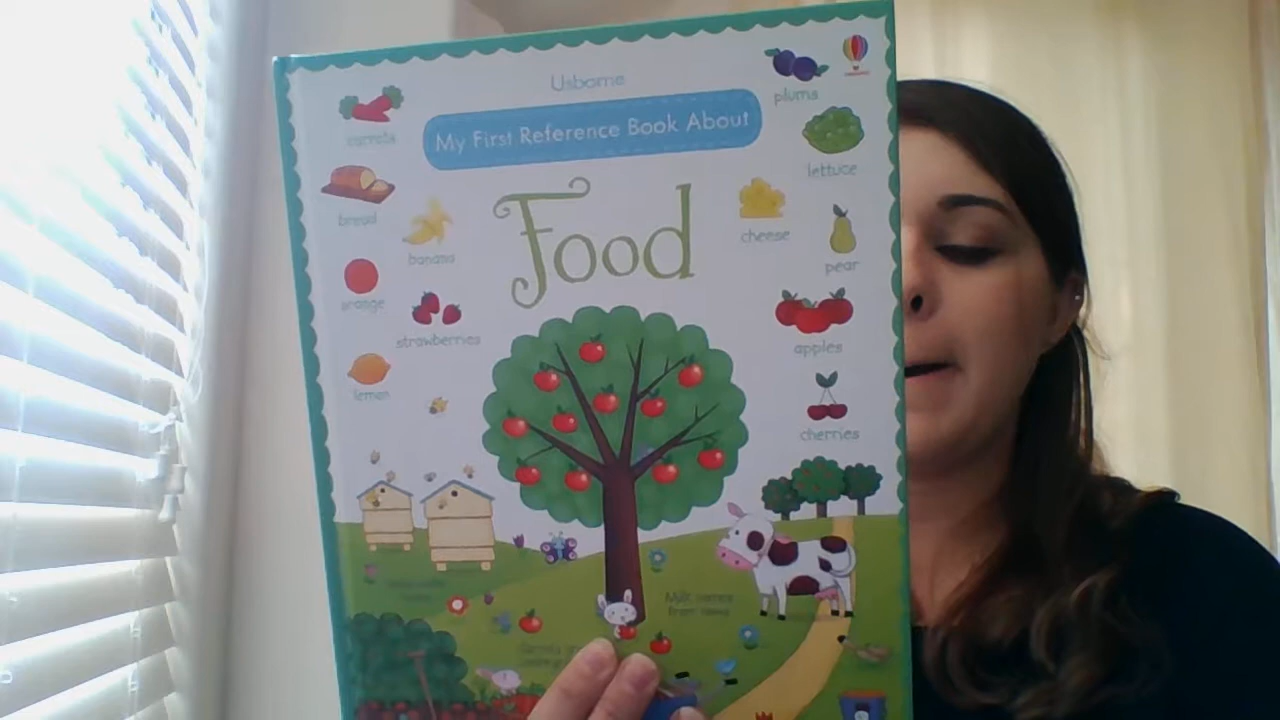 Usborne
My First Reference Book About
Food
carrots
bread
banana
orange
strawberries
lemon
plums
lettuce
cheese
pear
apples
cherries
Milk comes
from cows